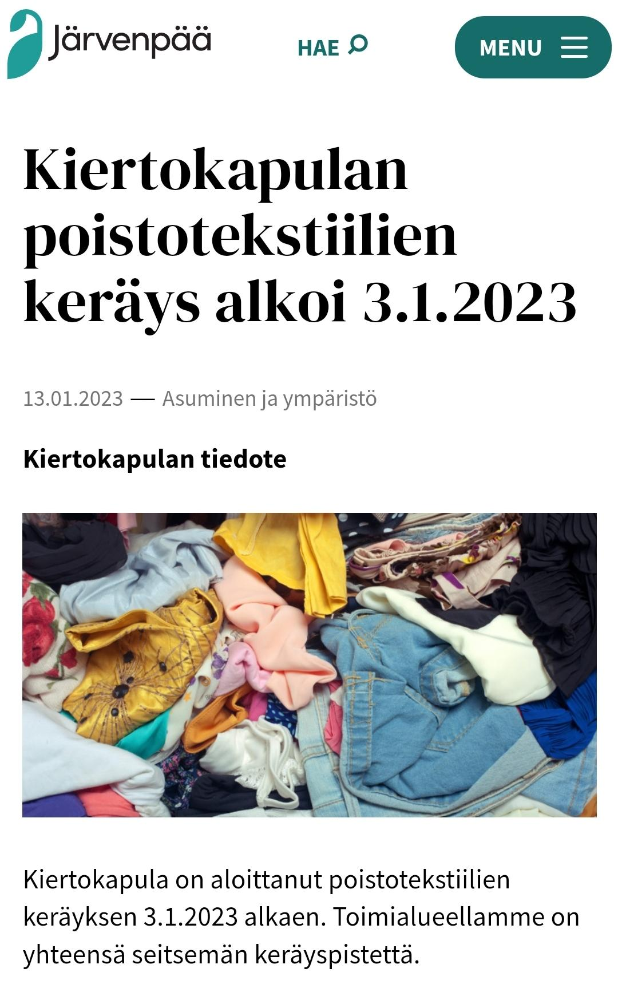 Järvenpää
HAE
MENU
Kiertokapulan
poistotekstiilien
keräys alkoi 3.1.2023
13.01.2023 — Asuminen ja ympäristö
Kiertokapulan tiedote
Kiertokapula on aloittanut poistotekstiilien
keräyksen 3.1.2023 alkaen. Toimialueellamme on
yhteensä seitsemän keräyspistettä.